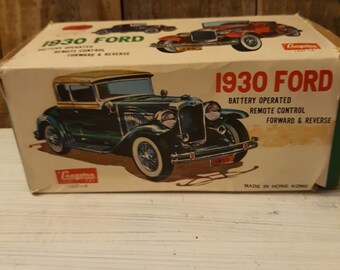 1930 FORD
BATTERY OPERATED
REMOTE CONTROL
FORWARD & REVERSE
1930 FORD
BATTERY OPERATED
REMOTE CONTROL
FORWARD & REVERSE
MADE IN HONG KONG